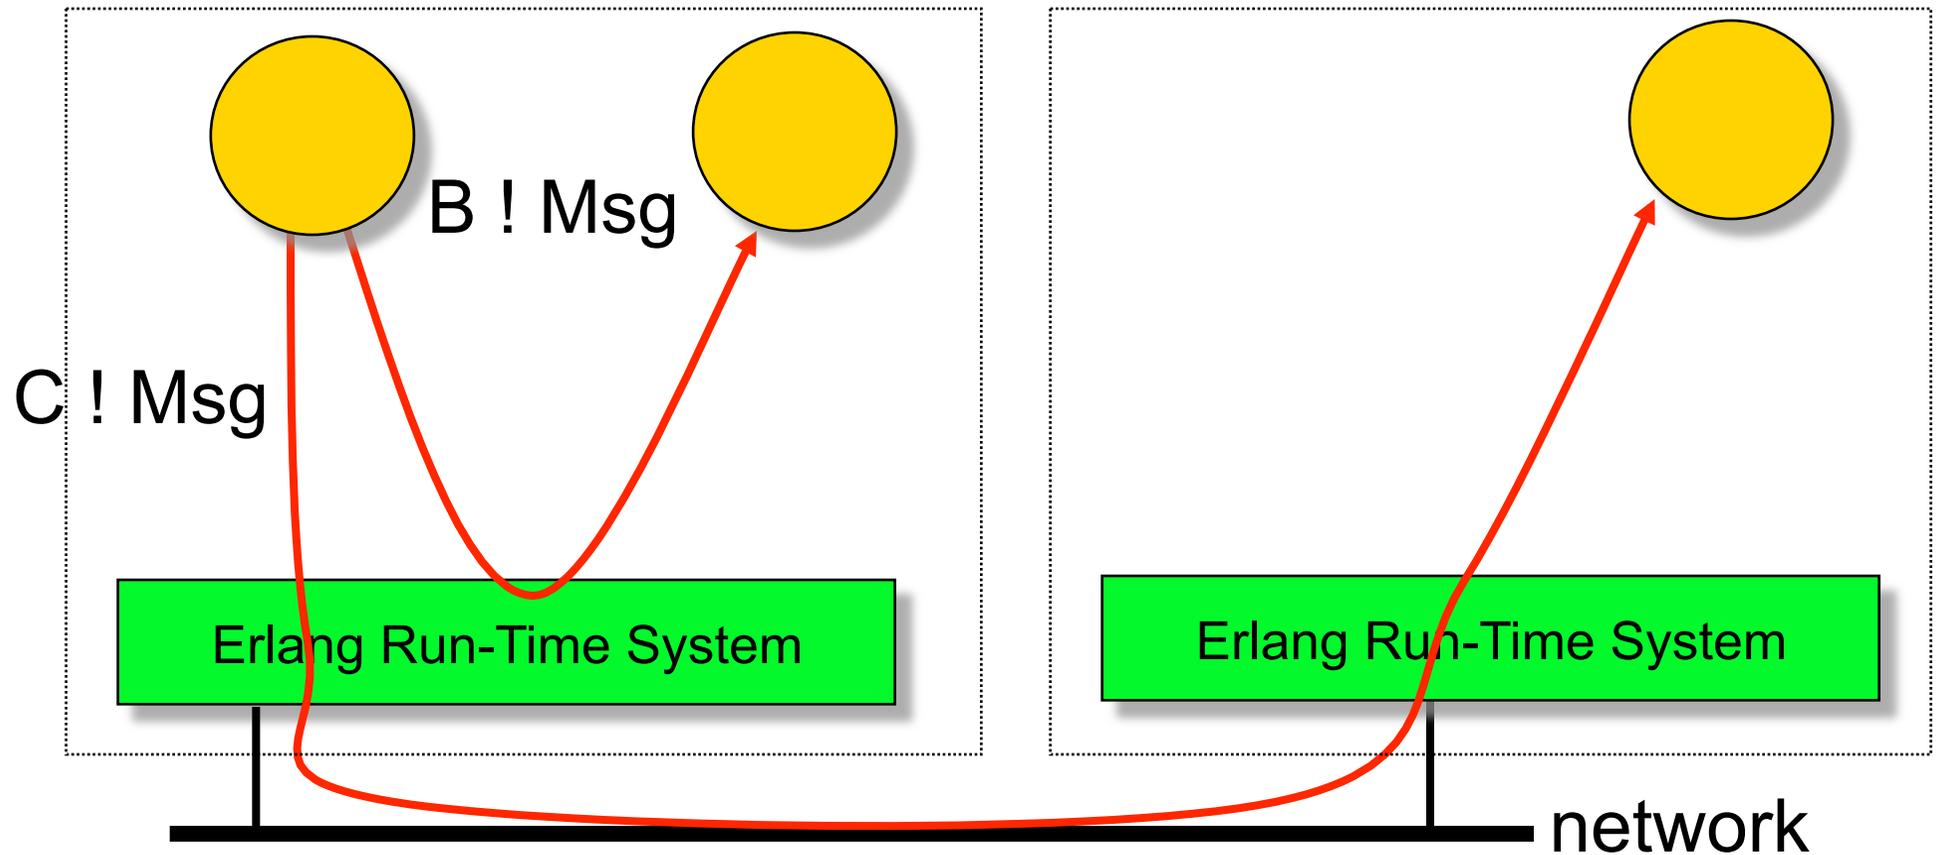 B ! Msg
C ! Msg
Erlang Run-Time System
Erlang Run-Time System
network